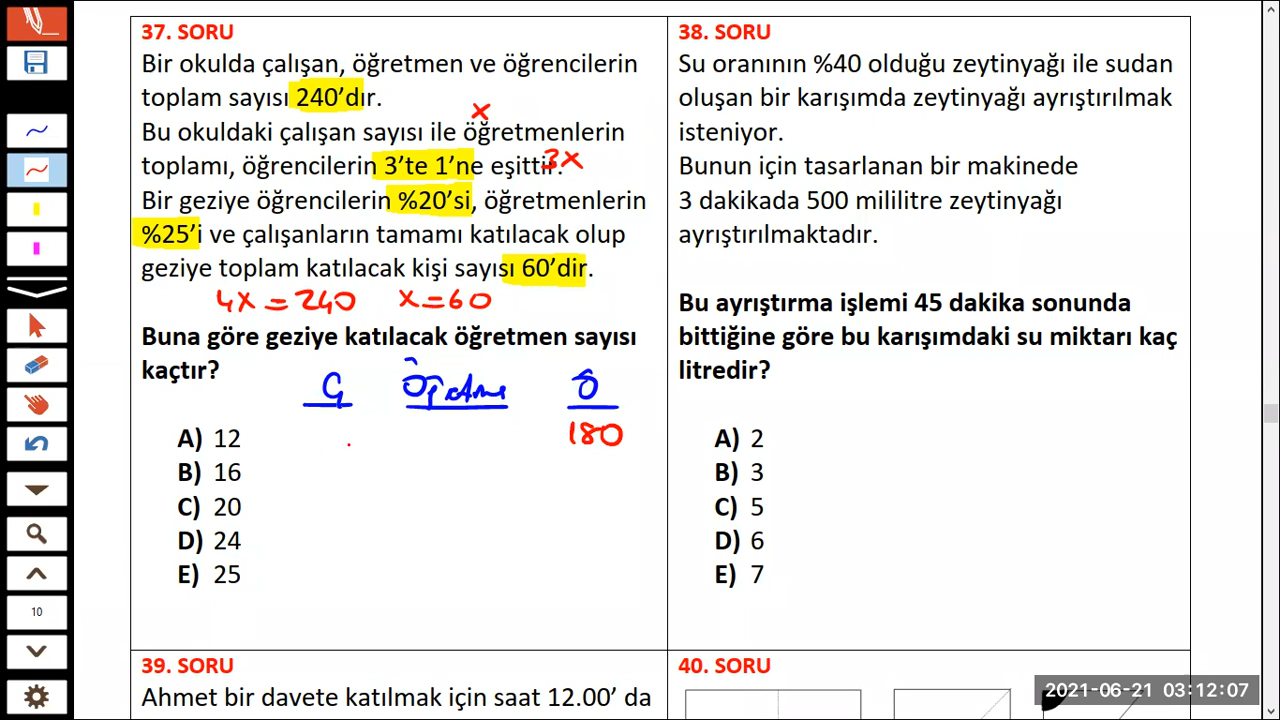 37. SORU
Bir okulda çalışan, öğretmen ve öğrencilerin
toplam sayısı 240’dır.
x
Bu okuldaki çalışan sayısı ile öğretmenlerin
toplamı, öğrencilerin 3’te 1’ne eşittir.
3x
Bir geziye öğrencilerin %20’si, öğretmenlerin
%25’i ve çalışanların tamamı katılacak olup
geziye toplam katılacak kişi sayısı 60’dir.
4x = 240 x = 60
Buna göre geziye katılacak öğretmen sayısı
kaçtır?
Ç Ö
180
A) 12
B) 16
C) 20
D) 24
E) 25
38. SORU
Su oranının %40 olduğu zeytinyağı ile sudan
oluşan bir karışımda zeytinyağı ayrıştırılmak
isteniyor.
Bunun için tasarlanan bir makinede
3 dakikada 500 mililitre zeytinyağı
ayrıştırılmaktadır.
Bu ayrıştırma işlemi 45 dakika sonunda
bittiğine göre bu karışımdaki su miktarı kaç
litredir?
A) 2
B) 3
C) 5
D) 6
E) 7
39. SORU
Ahmet bir davete katılmak için saat 12.00’ da
40. SORU
2021-06-21 03:12:07
10